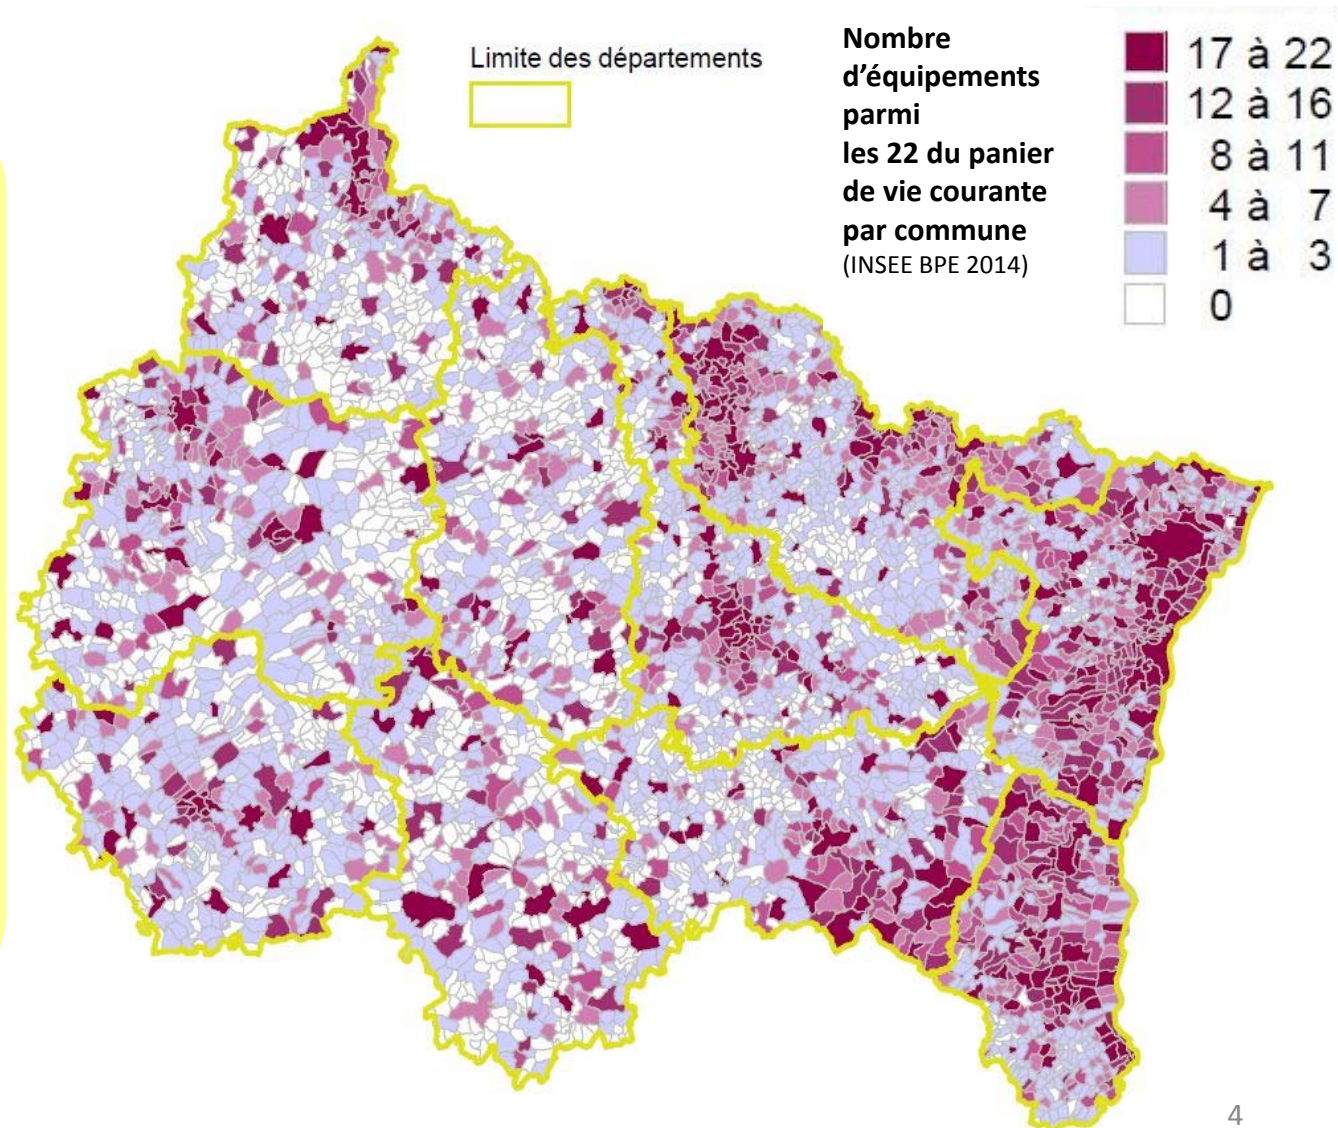 Limite des départements
Nombre
d'équipements
parmi
les 22 du panier
de vie courante
par commune
(INSEE BPE 2014)
17 à 22
12 à 16
8 à 11
4 à 7
1 à 3
0
4